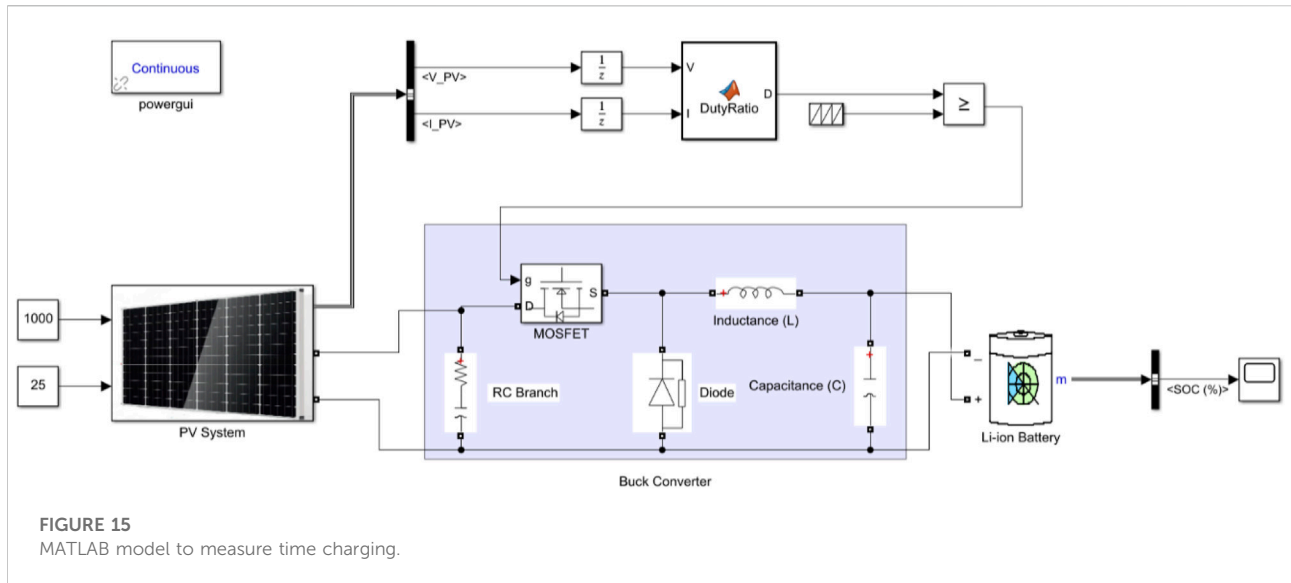 Continuous
powergui
<V_PV>
<I_PV>
1
z
1
z
V
I
D
DutyRatio
≥
1000
25
PV System
g
D
S
MOSFET
Inductance (L)
RC Branch
Diode
Capacitance (C)
Buck Converter
–
+
m
Li-ion Battery
<SOC (%)>
FIGURE 15
MATLAB model to measure time charging.